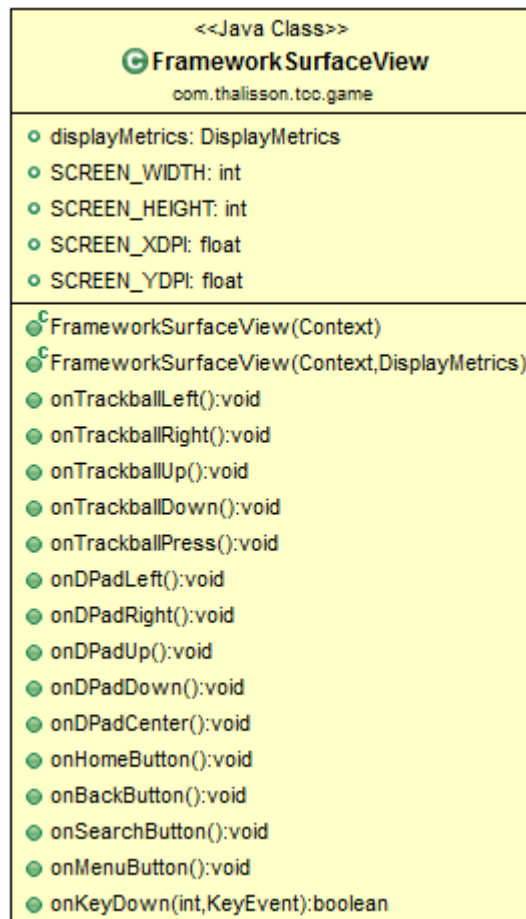 <<Java Class>>
FrameworkSurfaceView
com.thalisson.tcc.game
displayMetrics: DisplayMetrics
SCREEN_WIDTH: int
SCREEN_HEIGHT: int
SCREEN_XDPI: float
SCREEN_YDPI: float
FrameworkSurfaceView(Context)
FrameworkSurfaceView(Context,DisplayMetrics)
onTrackballLeft():void
onTrackballRight():void
onTrackballUp():void
onTrackballDown():void
onTrackballPress():void
onDPadLeft():void
onDPadRight():void
onDPadUp():void
onDPadDown():void
onDPadCenter():void
onHomeButton():void
onBackButton():void
onSearchButton():void
onMenuButton():void
onKeyDown(int,KeyEvent):boolean